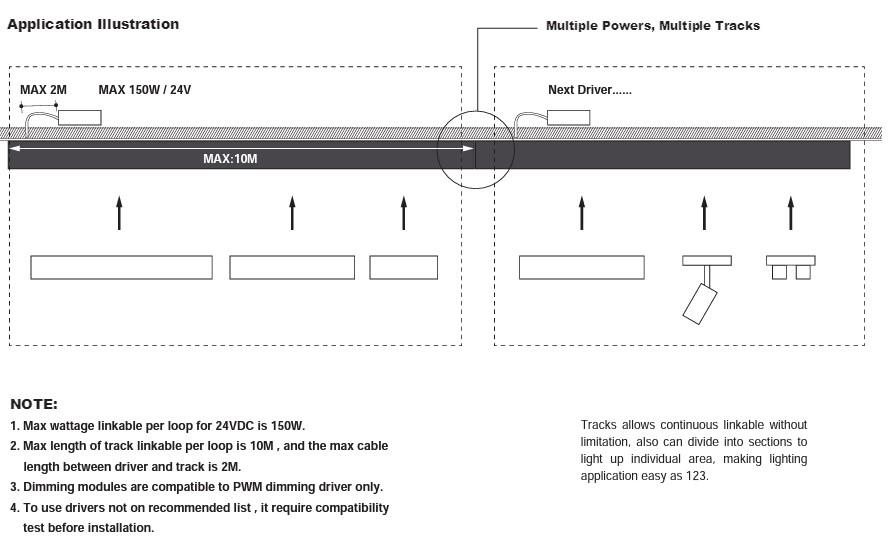 Application Illustration
Multiple Powers, Multiple Tracks
MAX 2M MAX 150W / 24V
Next Driver......
MAX:10M
NOTE:
1. Max wattage linkable per loop for 24VDC is 150W.
2. Max length of track linkable per loop is 10M , and the max cable
length between driver and track is 2M.
3. Dimming modules are compatible to PWM dimming driver only.
4. To use drivers not on recommended list , it require compatibility
test before installation.
Tracks allows continuous linkable without
limitation, also can divide into sections to
light up individual area, making lighting
application easy as 123.